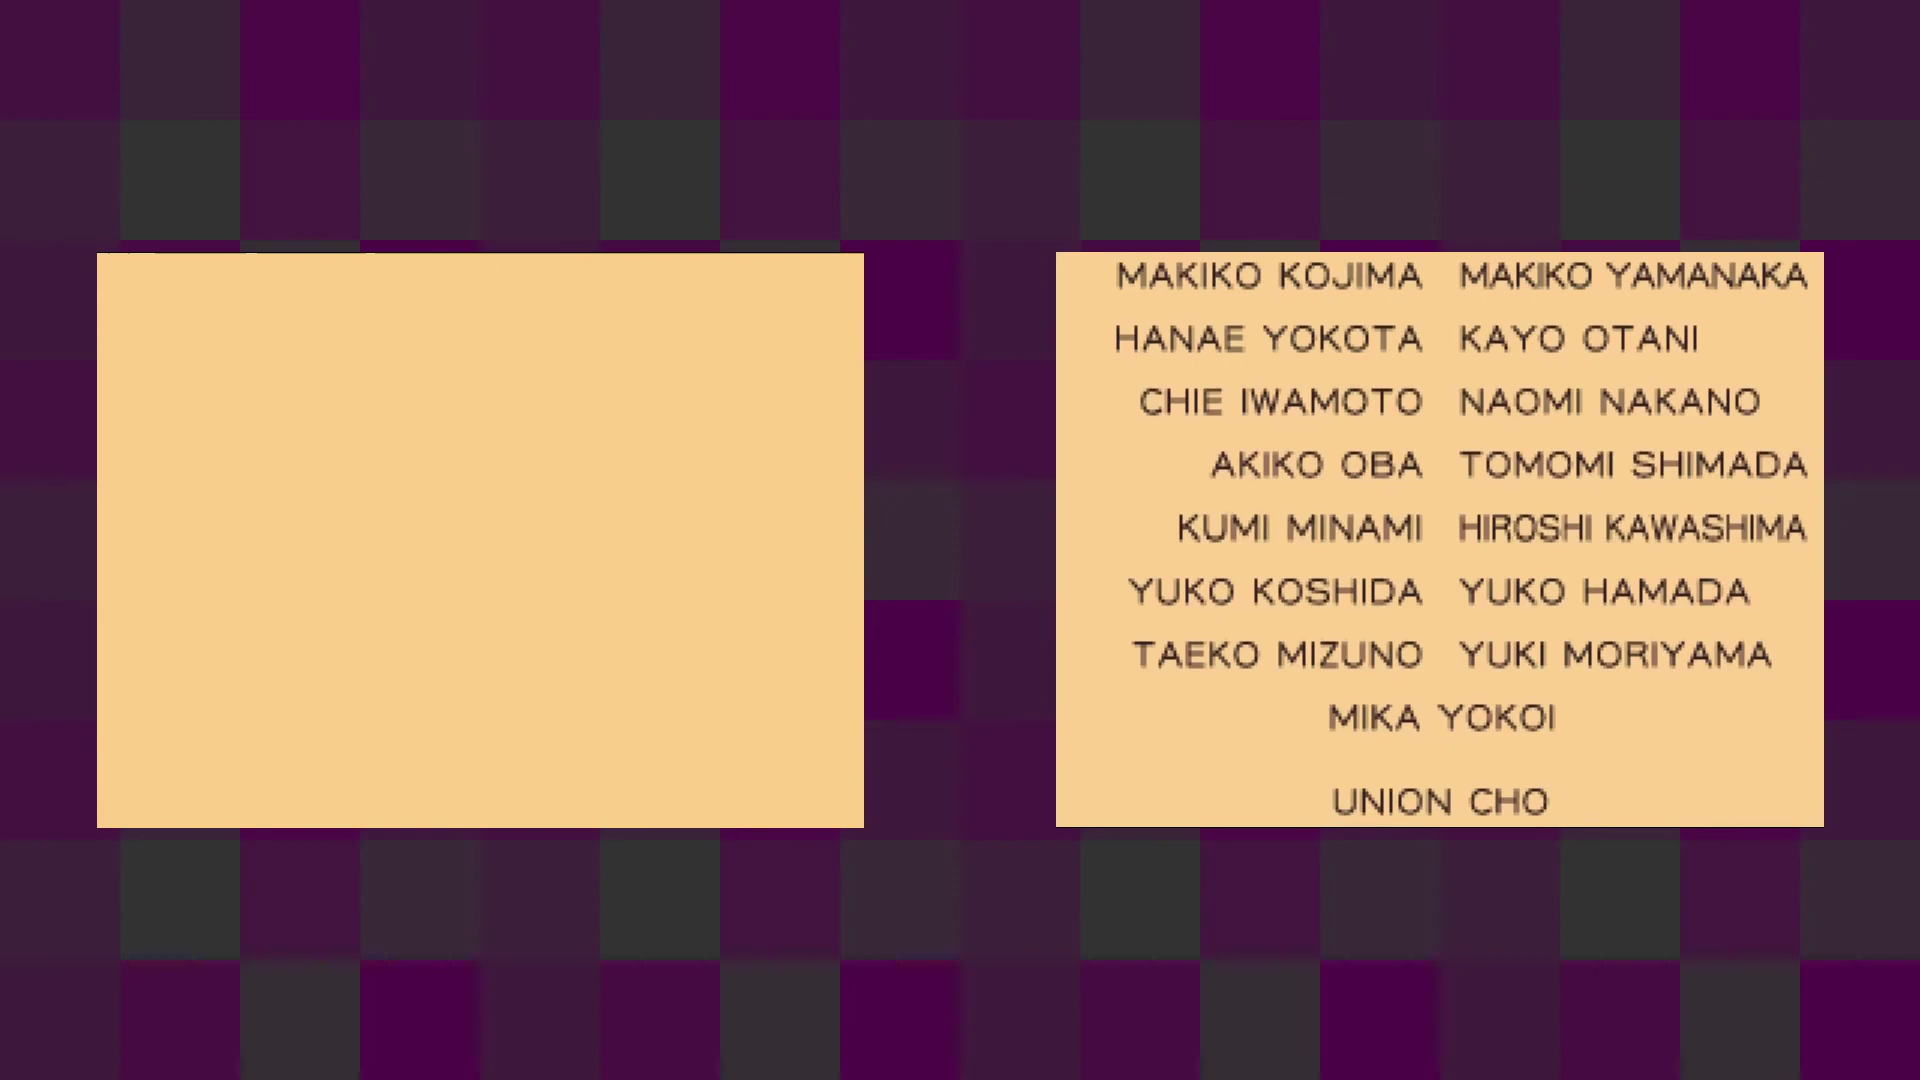 MAKIKO KOJIMA MAKIKO YAMANAKA
HANAE YOKOTA KAYO OTANI
CHIE IWAMOTO NAOMI NAKANO
AKIKO OBA TOMOMI SHIMADA
KUMI MINAMI HIROSHI KAWASHIMA
YUKO KOSHIDA YUKO HAMADA
TAEKO MIZUNO YUKI MORIYAMA
MIKA YOKOI
UNION CHO